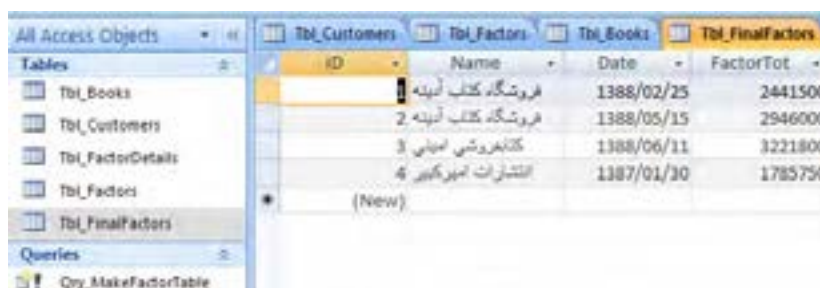 All Access Objects
Tables
Tbl_Books
Tbl_Customers
Tbl_FactorDetails
Tbl_Factors
Tbl_FinalFactors
Queries
Qry_MakeFactorTable
Tbl_Customers Tbl_Factors Tbl_Books Tbl_FinalFactors
ID Name Date FactorTot
1 فروشگاه کتاب آدینه 1388/02/25 2441500
2 فروشگاه کتاب آدینه 1388/05/15 2946000
3 کتابفروشی امینی 1388/06/11 3221800
4 انتشارات امیرکبیر 1387/01/30 1785750
(New)